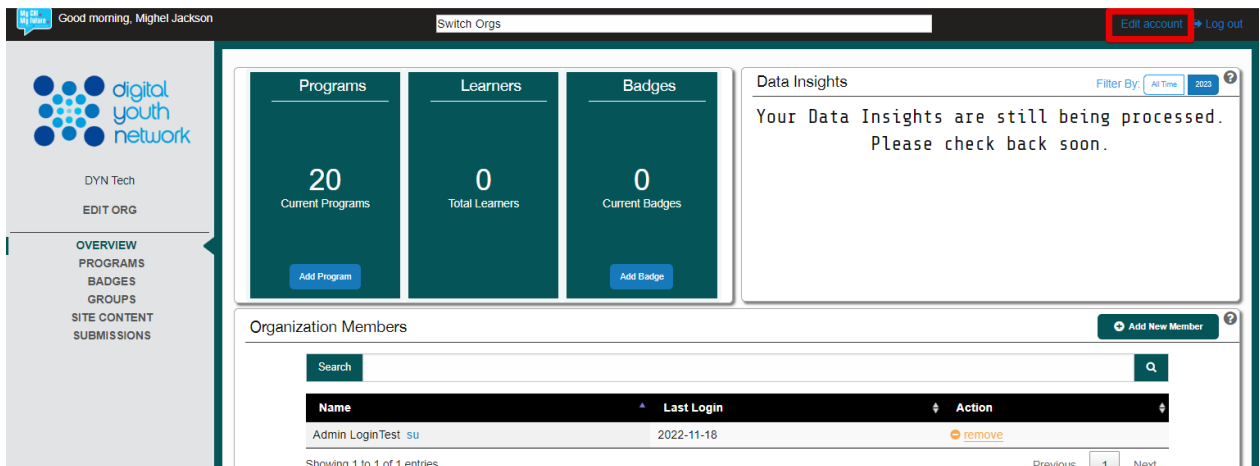 My CHI
My Future
Good morning, Mighel Jackson
Switch Orgs
Edit account
Log out
digital
youth
network
DYN Tech
EDIT ORG
OVERVIEW
PROGRAMS
BADGES
GROUPS
SITE CONTENT
SUBMISSIONS
Programs
20
Current Programs
Add Program
Learners
0
Total Learners
Badges
0
Current Badges
Add Badge
Data Insights
Filter By: All Time 2023 ?
Your Data Insights are still being processed.
Please check back soon.
Organization Members
Add New Member ?
Search
Name Last Login Action
Admin LoginTest su 2022-11-18 remove
Showing 1 to 1 of 1 entries
Previous 1 Next